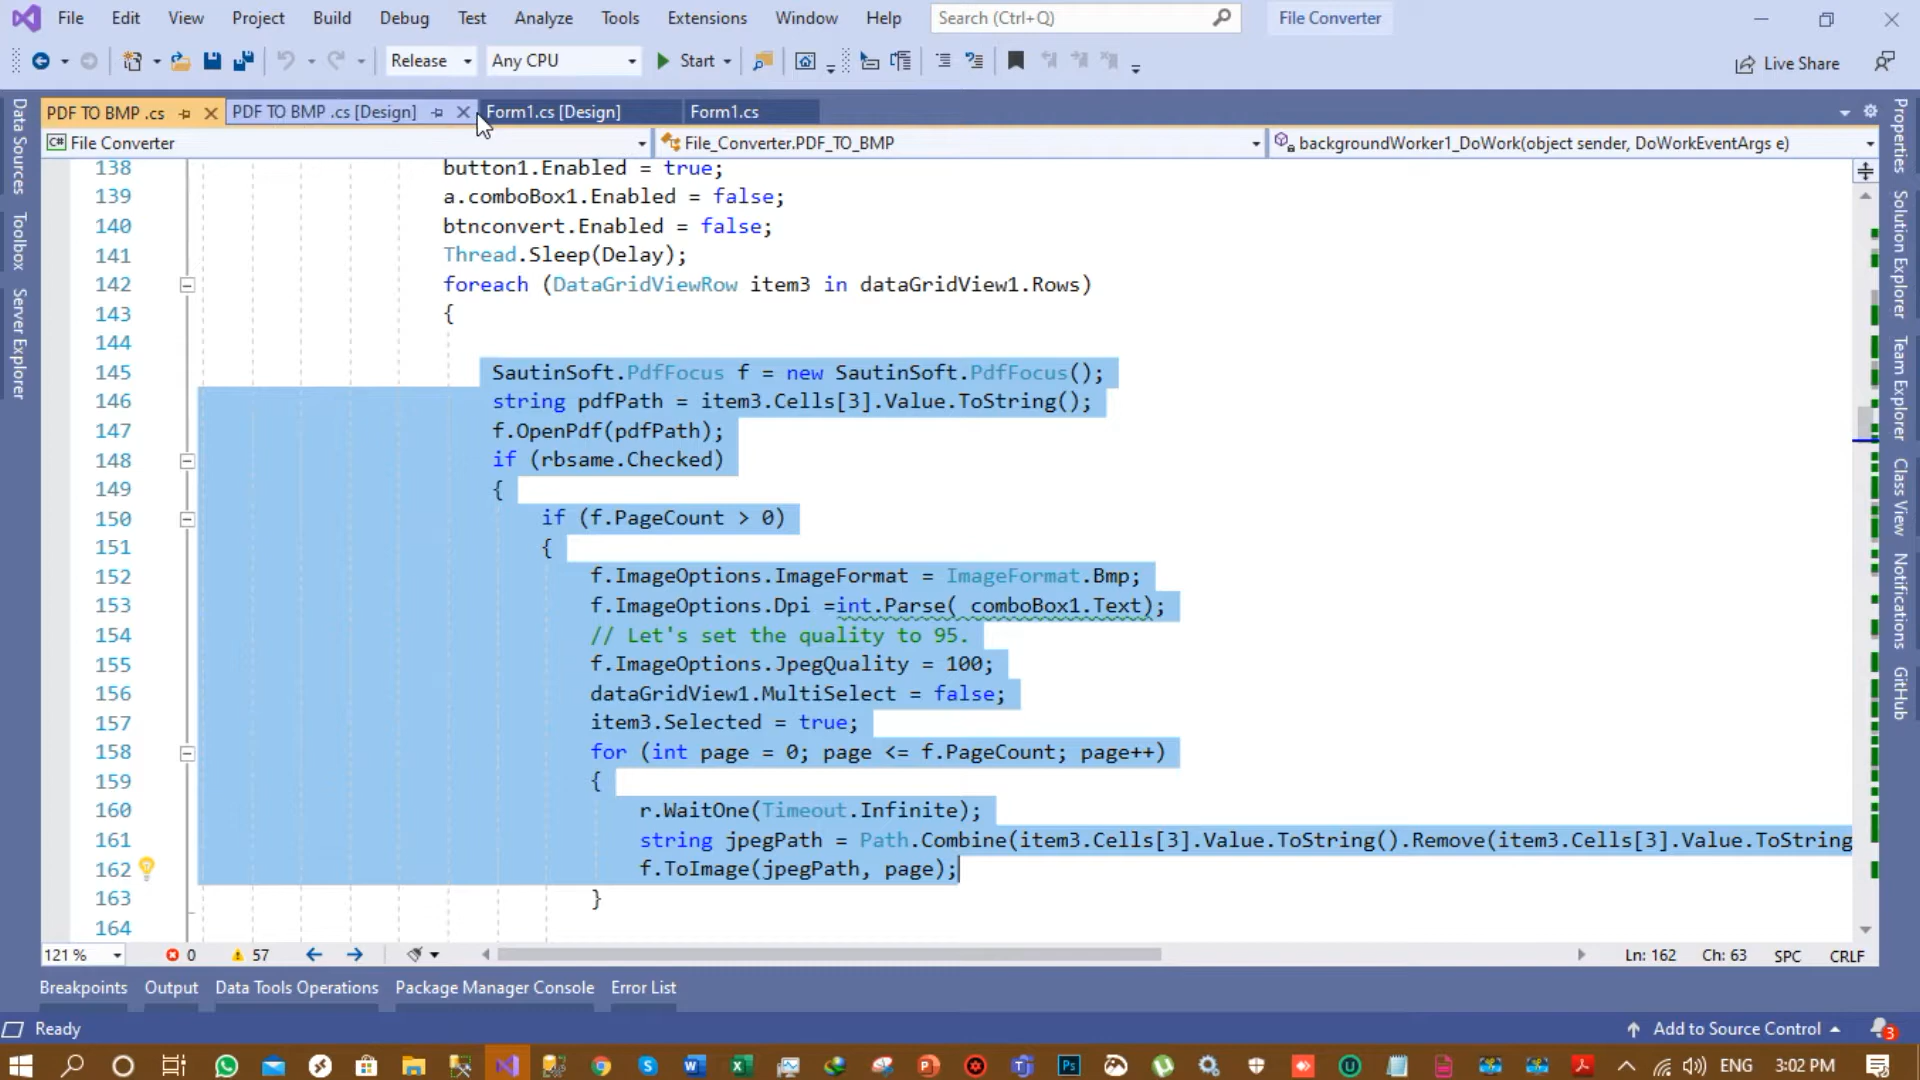 File Edit View Project Build Debug Test Analyze Tools Extensions Window Help Search (Ctrl+Q) File Converter
Release Any CPU Start Live Share
PDF TO BMP .cs PDF TO BMP .cs [Design] Form1.cs [Design] Form1.cs
C# File Converter File_Converter.PDF_TO_BMP backgroundWorker1_DoWork(object sender, DoWorkEventArgs e)
Data Sources
Toolbox
Server Explorer
138 button1.Enabled = true;
139 a.comboBox1.Enabled = false;
140 btnconvert.Enabled = false;
141 Thread.Sleep(Delay);
142 foreach (DataGridViewRow item3 in dataGridView1.Rows)
143 {
144
145 SautinSoft.PdfFocus f = new SautinSoft.PdfFocus();
146 string pdfPath = item3.Cells[3].Value.ToString();
147 f.OpenPdf(pdfPath);
148 if (rbsame.Checked)
149 {
150 if (f.PageCount > 0)
151 {
152 f.ImageOptions.ImageFormat = ImageFormat.Bmp;
153 f.ImageOptions.Dpi =int.Parse( comboBox1.Text);
154 // Let's set the quality to 95.
155 f.ImageOptions.JpegQuality = 100;
156 dataGridView1.MultiSelect = false;
157 item3.Selected = true;
158 for (int page = 0; page <= f.PageCount; page++)
159 {
160 r.WaitOne(Timeout.Infinite);
161 string jpegPath = Path.Combine(item3.Cells[3].Value.ToString().Remove(item3.Cells[3].Value.ToString
162 f.ToImage(jpegPath, page);
163 }
164
Properties
Solution Explorer
Team Explorer
Class View
Notifications
GitHub
121 % 0 57 Ln: 162 Ch: 63 SPC CRLF
Breakpoints Output Data Tools Operations Package Manager Console Error List
Ready Add to Source Control 3
ENG 3:02 PM